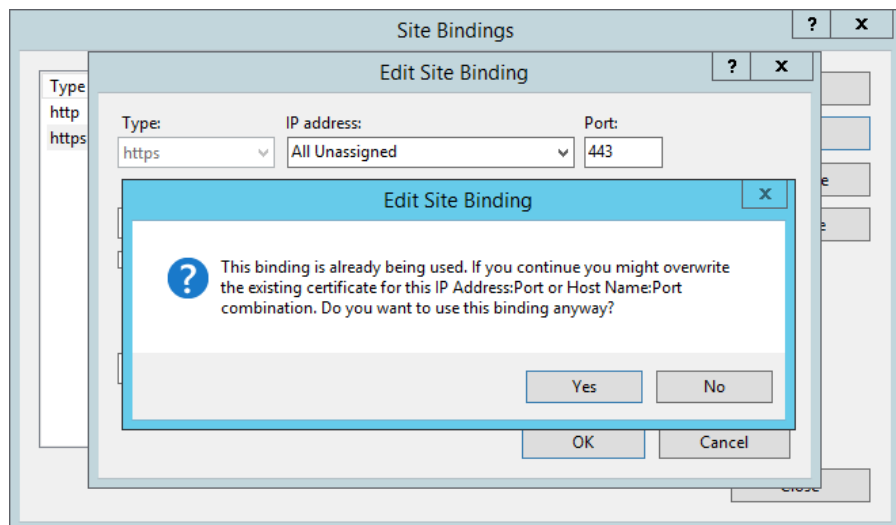 Site Bindings
? x
Edit Site Binding
? x
Type
http
https
Type: IP address: Port:
https All Unassigned 443
Edit Site Binding
x
This binding is already being used. If you continue you might overwrite
the existing certificate for this IP Address:Port or Host Name:Port
combination. Do you want to use this binding anyway?
Yes No
OK Cancel
Close